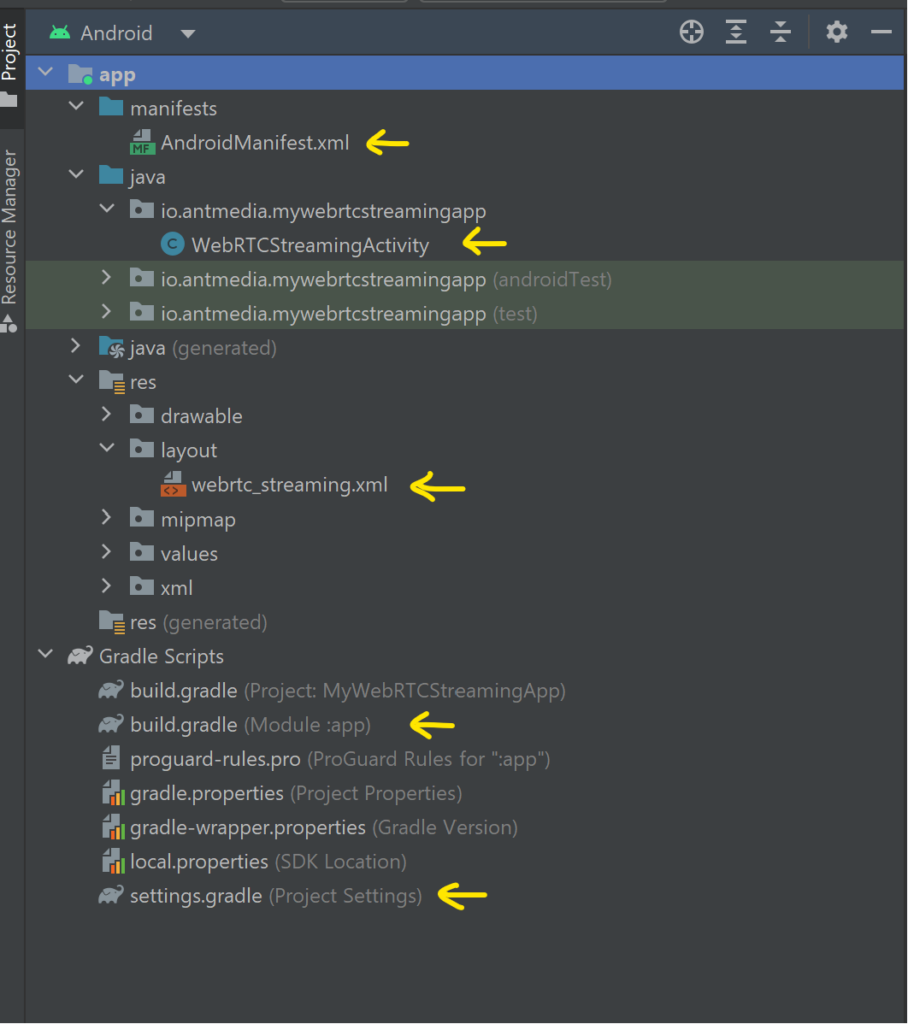 Project
Resource Manager
Android
app
manifests
MF AndroidManifest.xml
java
io.antmedia.mywebrtcstreamingapp
C WebRTCStreamingActivity
io.antmedia.mywebrtcstreamingapp (androidTest)
io.antmedia.mywebrtcstreamingapp (test)
java (generated)
res
drawable
layout
<> webrtc_streaming.xml
mipmap
values
xml
res (generated)
Gradle Scripts
build.gradle (Project: MyWebRTCStreamingApp)
build.gradle (Module :app)
proguard-rules.pro (ProGuard Rules for ":app")
gradle.properties (Project Properties)
gradle-wrapper.properties (Gradle Version)
local.properties (SDK Location)
settings.gradle (Project Settings)